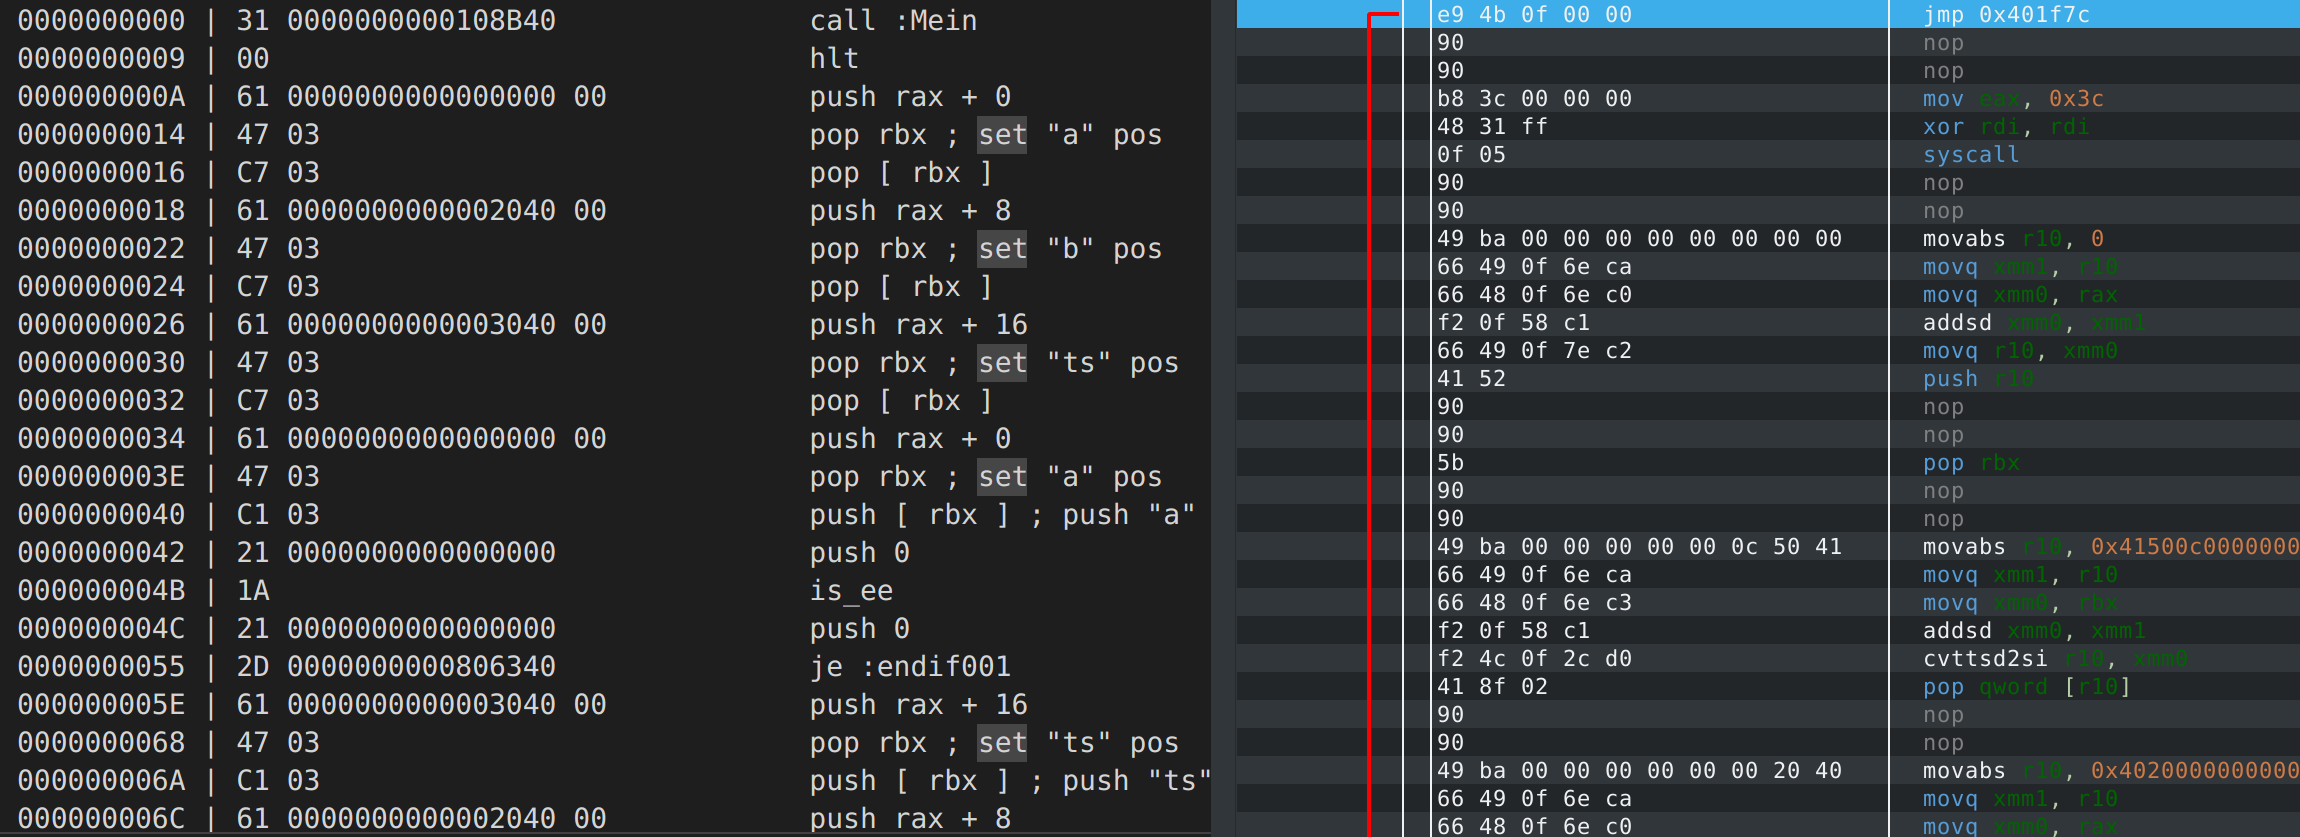 0000000000 | 31 0000000000108B40 call :Mein
0000000009 | 00 hlt
000000000A | 61 0000000000000000 00 push rax + 0
0000000014 | 47 03 pop rbx ; set "a" pos
0000000016 | C7 03 pop [ rbx ]
0000000018 | 61 0000000000002040 00 push rax + 8
0000000022 | 47 03 pop rbx ; set "b" pos
0000000024 | C7 03 pop [ rbx ]
0000000026 | 61 0000000000003040 00 push rax + 16
0000000030 | 47 03 pop rbx ; set "ts" pos
0000000032 | C7 03 pop [ rbx ]
0000000034 | 61 0000000000000000 00 push rax + 0
000000003E | 47 03 pop rbx ; set "a" pos
0000000040 | C1 03 push [ rbx ] ; push "a"
0000000042 | 21 0000000000000000 push 0
000000004B | 1A is_ee
000000004C | 21 0000000000000000 push 0
0000000055 | 2D 0000000000806340 je :endif001
000000005E | 61 0000000000003040 00 push rax + 16
0000000068 | 47 03 pop rbx ; set "ts" pos
000000006A | C1 03 push [ rbx ] ; push "ts"
000000006C | 61 0000000000002040 00 push rax + 8
e9 4b 0f 00 00 jmp 0x401f7c
90 nop
90 nop
b8 3c 00 00 00 mov eax, 0x3c
48 31 ff xor rdi, rdi
0f 05 syscall
90 nop
90 nop
49 ba 00 00 00 00 00 00 00 00 movabs r10, 0
66 49 0f 6e ca movq xmm1, r10
66 48 0f 6e c0 movq xmm0, rax
f2 0f 58 c1 addsd xmm0, xmm1
66 49 0f 7e c2 movq r10, xmm0
41 52 push r10
90 nop
90 nop
5b pop rbx
90 nop
90 nop
49 ba 00 00 00 00 00 0c 50 41 movabs r10, 0x41500c0000000
66 49 0f 6e ca movq xmm1, r10
66 48 0f 6e c3 movq xmm0, rbx
f2 0f 58 c1 addsd xmm0, xmm1
f2 4c 0f 2c d0 cvttsd2si r10, xmm0
41 8f 02 pop qword [r10]
90 nop
90 nop
49 ba 00 00 00 00 00 00 20 40 movabs r10, 0x4020000000000
66 49 0f 6e ca movq xmm1, r10
66 48 0f 6e c0 movq xmm0, rax